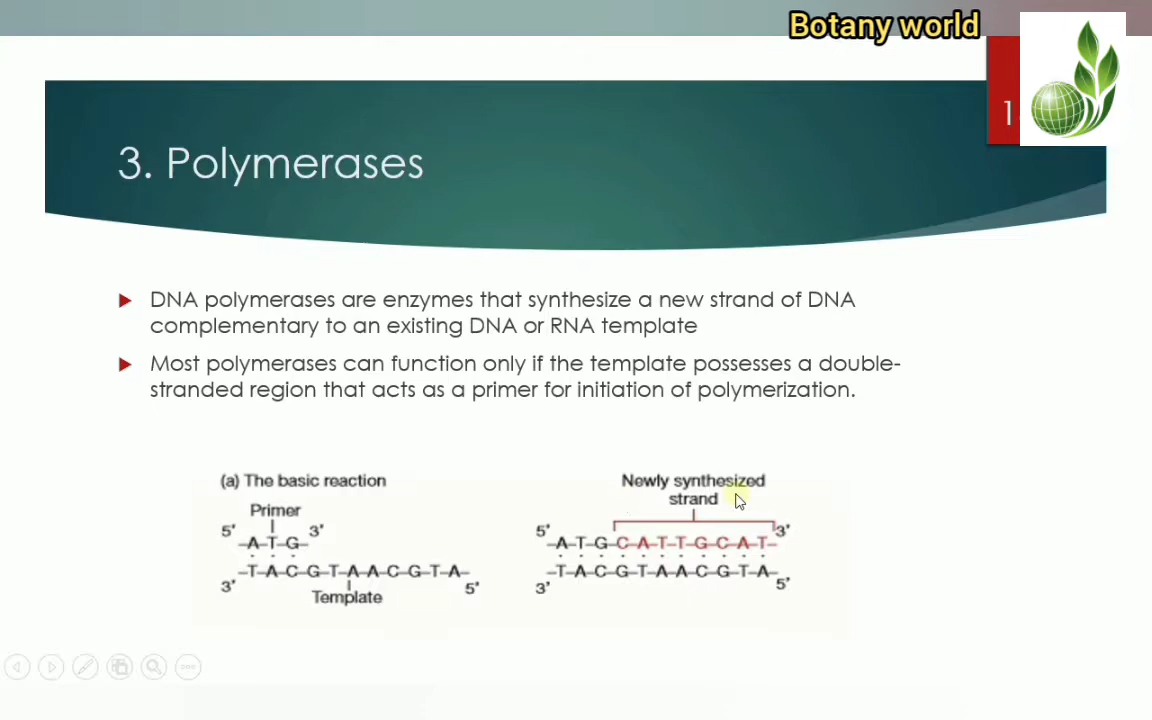 Botany world
3. Polymerases
DNA polymerases are enzymes that synthesize a new strand of DNA
complementary to an existing DNA or RNA template
Most polymerases can function only if the template possesses a double-
stranded region that acts as a primer for initiation of polymerization.
(a) The basic reaction
Primer
5' 3'
-A-T-G-
-T-A-C-G-T-A-A-C-G-T-A-
3' 5'
Template
Newly synthesized
strand
5' 3'
-A-T-G-C-A-T-T-G-C-A-T-
-T-A-C-G-T-A-A-C-G-T-A-
3' 5'